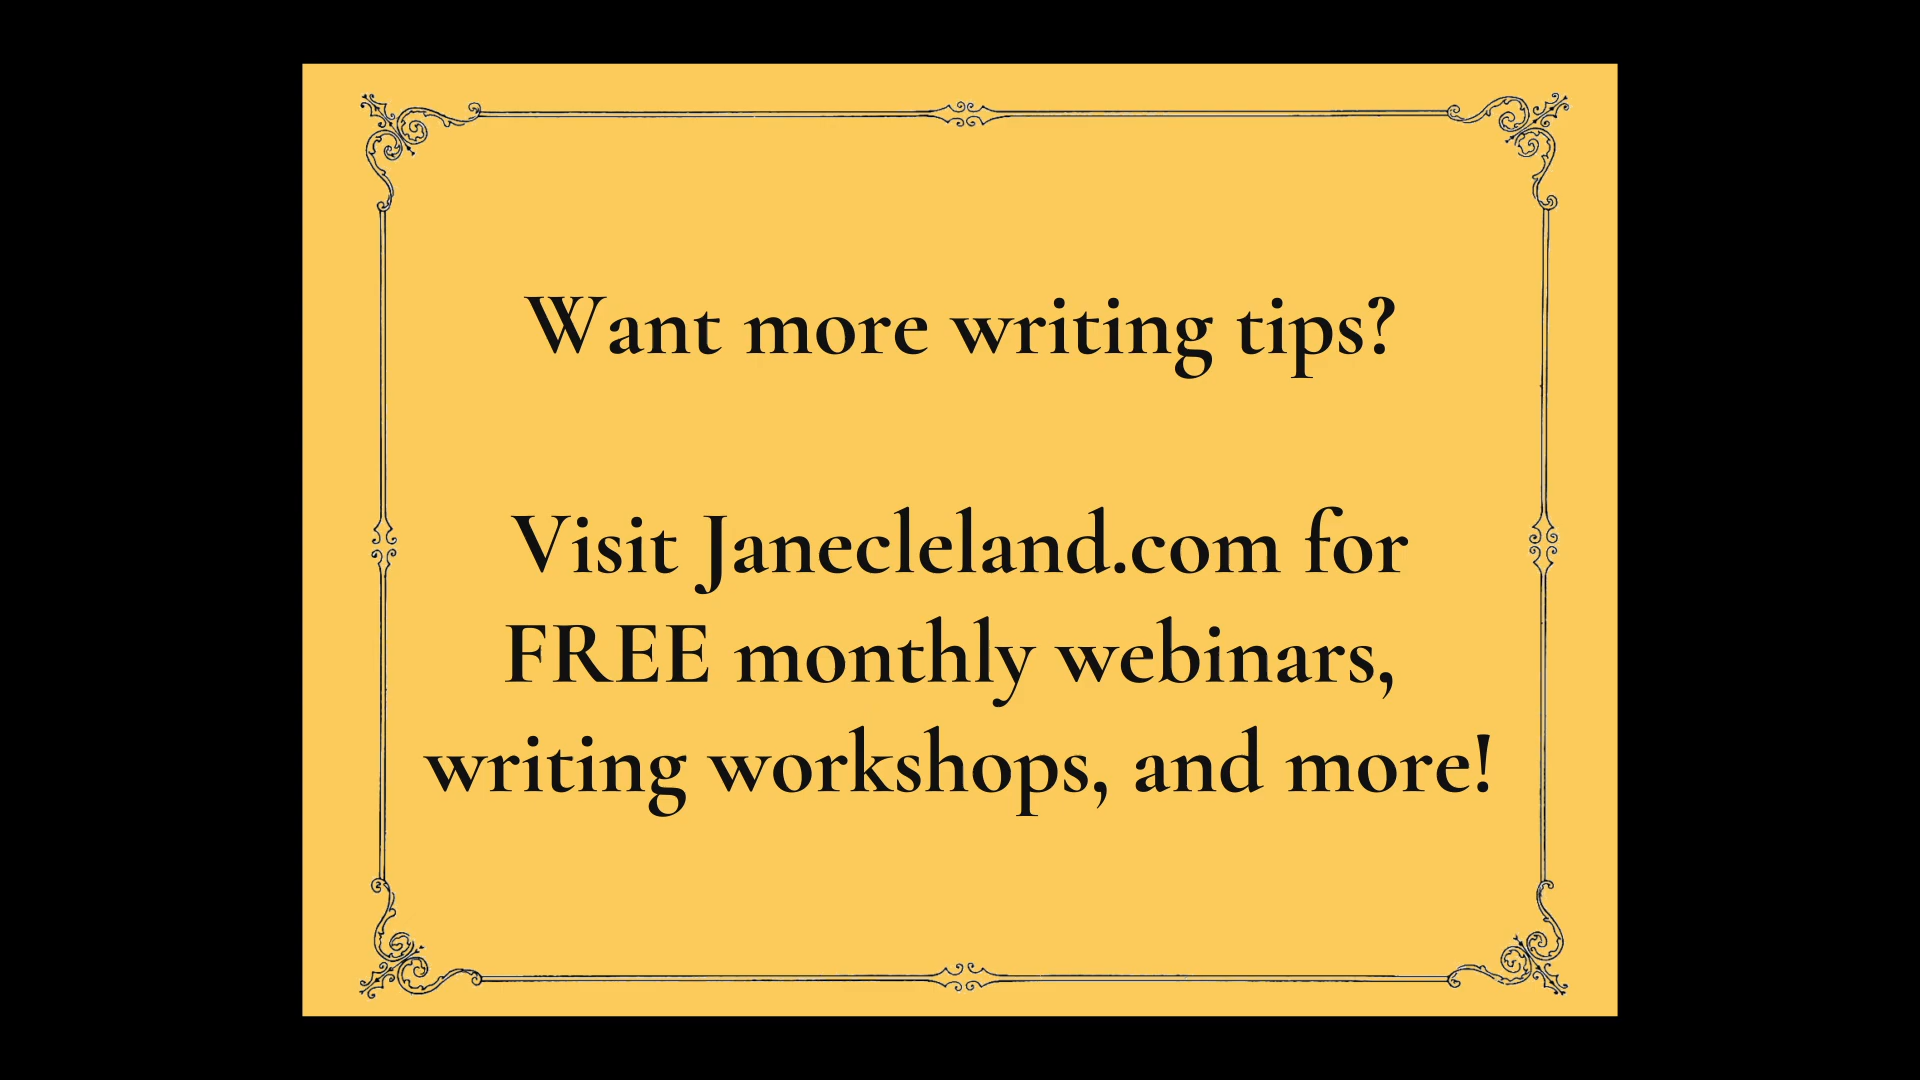 Want more writing tips?
Visit Janecleland.com for
FREE monthly webinars,
writing workshops, and more!